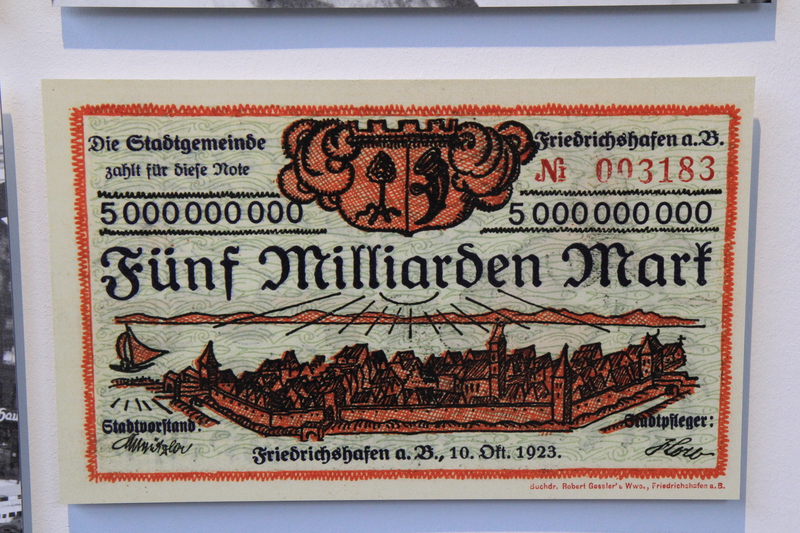 Die Stadtgemeinde
Friedrichshafen a.B.
zahlt für diese Note
№ 003183
5 000 000 000
5 000 000 000
Fünf Milliarden Mark
Stadtvorstand:
Stadtpfleger:
Friedrichshafen a. B., 10. Okt. 1923.
Buchdr. Robert Gessler's Wwe., Friedrichshafen a. B.